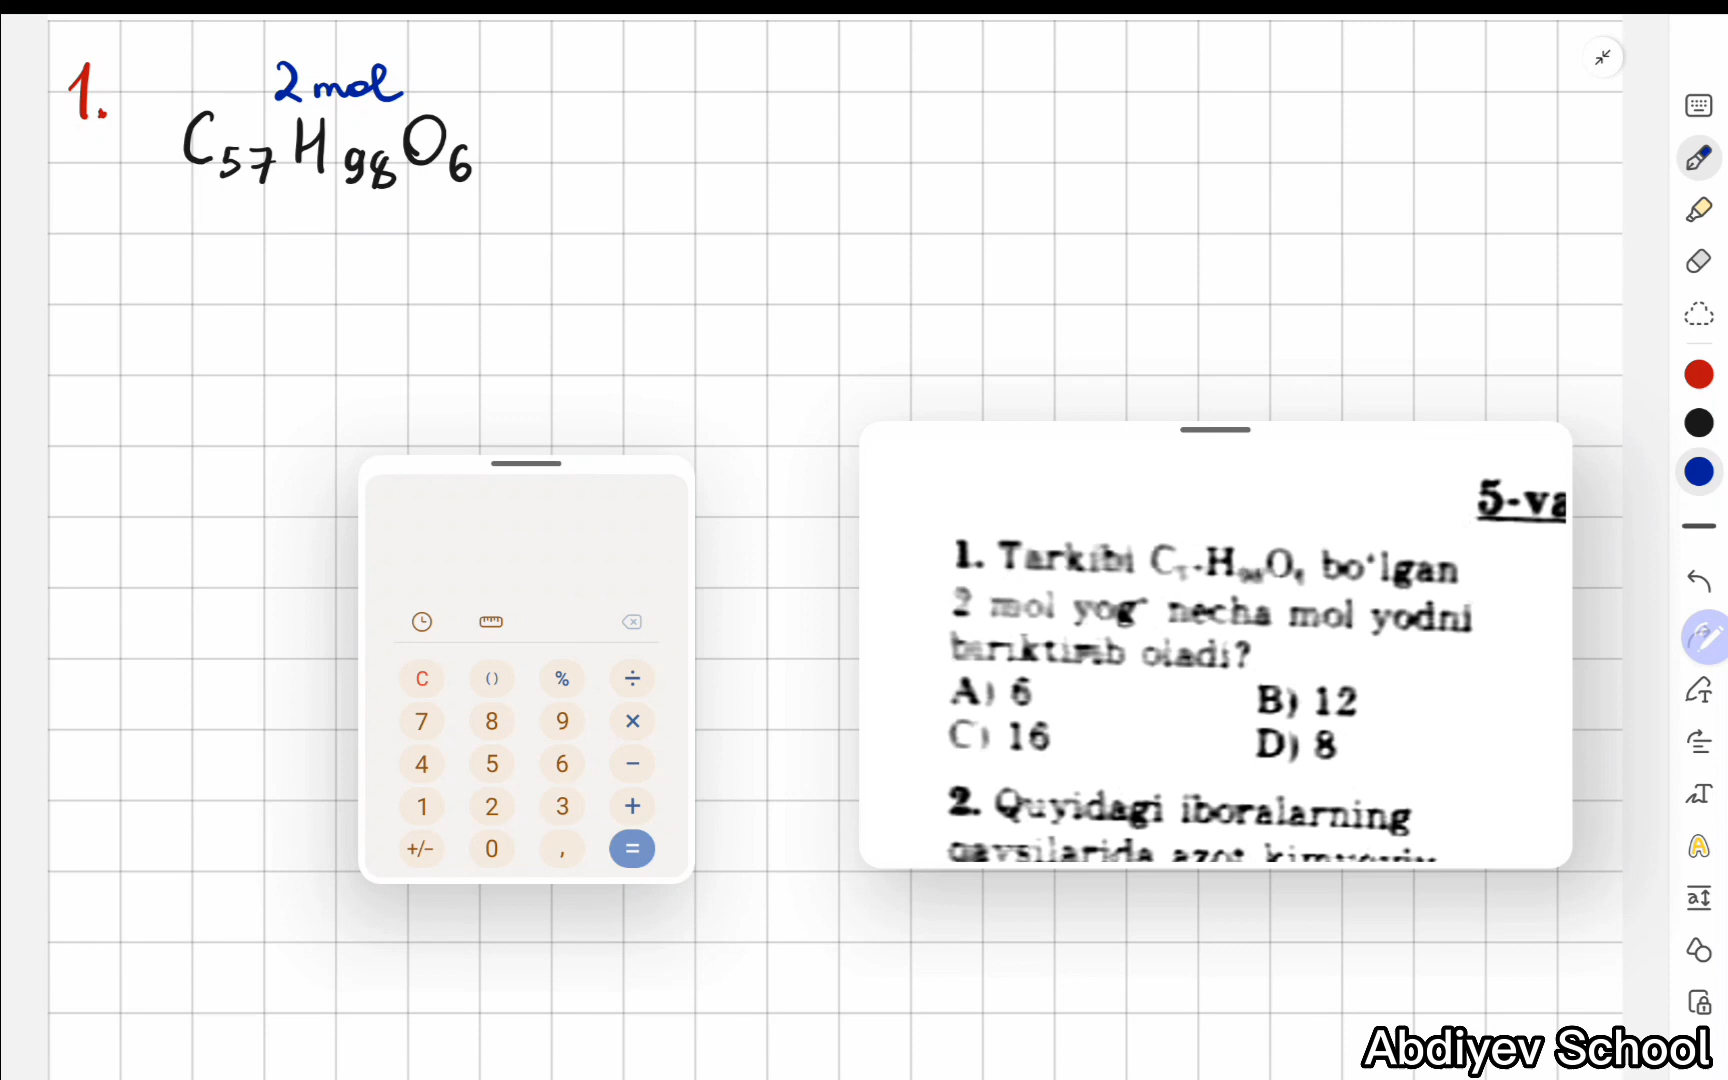 1.
2 mol
C57H98O6
5-va
1. Tarkibi C57H98O6 bo'lgan
2 mol yog' necha mol yodni
biriktirib oladi?
A) 6 B) 12
C) 16 D) 8
2. Quyidagi iboralarning
qaysilarida azot
C () % ÷
7 8 9 ×
4 5 6 −
1 2 3 +
+/− 0 , =
Abdiyev School